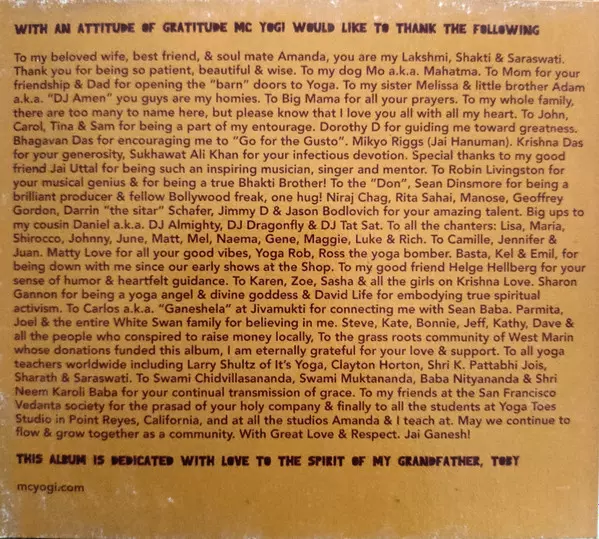 WITH AN ATTITUDE OF GRATITUDE MC YOGI WOULD LIKE TO THANK THE FOLLOWING
To my beloved wife, best friend, & soul mate Amanda, you are my Lakshmi, Shakti & Saraswati.
Thank you for being so patient, beautiful & wise. To my dog Mo a.k.a. Mahatma. To Mom for your
friendship & Dad for opening the "barn" doors to Yoga. To my sister Melissa & little brother Adam
a.k.a. "DJ Amen" you guys are my homies. To Big Mama for all your prayers. To my whole family,
there are too many to name here, but please know that I love you all with all my heart. To John,
Carol, Tina & Sam for being a part of my entourage. Dorothy D for guiding me toward greatness.
Bhagavan Das for encouraging me to "Go for the Gusto". Mikyo Riggs (Jai Hanuman). Krishna Das
for your generosity, Sukhawat Ali Khan for your infectious devotion. Special thanks to my good
friend Jai Uttal for being such an inspiring musician, singer and mentor. To Robin Livingston for
your musical genius & for being a true Bhakti Brother! To the "Don", Sean Dinsmore for being a
brilliant producer & fellow Bollywood freak, one hug! Niraj Chag, Rita Sahai, Manose, Geoffrey
Gordon, Darrin "the sitar" Schafer, Jimmy D & Jason Bodlovich for your amazing talent. Big ups to
my cousin Daniel a.k.a. DJ Almighty, DJ Dragonfly & DJ Tat Sat. To all the chanters: Lisa, Maria,
Shirocco, Johnny, June, Matt, Mel, Naema, Gene, Maggie, Luke & Rich. To Camille, Jennifer &
Juan. Matty Love for all your good vibes, Yoga Rob, Ross the yoga bomber. Basta, Kel & Emil, for
being down with me since our early shows at the Shop. To my good friend Helge Hellberg for your
sense of humor & heartfelt guidance. To Karen, Zoe, Sasha & all the girls on Krishna Love. Sharon
Gannon for being a yoga angel & divine goddess & David Life for embodying true spiritual
activism. To Carlos a.k.a. "Ganeshela" at Jivamukti for connecting me with Sean Baba. Parmita,
Joel & the entire White Swan family for believing in me. Steve, Kate, Bonnie, Jeff, Kathy, Dave &
all the people who conspired to raise money locally, To the grass roots community of West Marin
whose donations funded this album, I am eternally grateful for your love & support. To all yoga
teachers worldwide including Larry Shultz of It's Yoga, Clayton Horton, Shri K. Pattabhi Jois,
Sharath & Saraswati. To Swami Chidvillasananda, Swami Muktananda, Baba Nityananda & Shri
Neem Karoli Baba for your continual transmission of grace. To my friends at the San Francisco
Vedanta society for the prasad of your holy company & finally to all the students at Yoga Toes
Studio in Point Reyes, California, and at all the studios Amanda & I teach at. May we continue to
flow & grow together as a community. With Great Love & Respect. Jai Ganesh!
THIS ALBUM IS DEDICATED WITH LOVE TO THE SPIRIT OF MY GRANDFATHER, TOBY
mcyogi.com